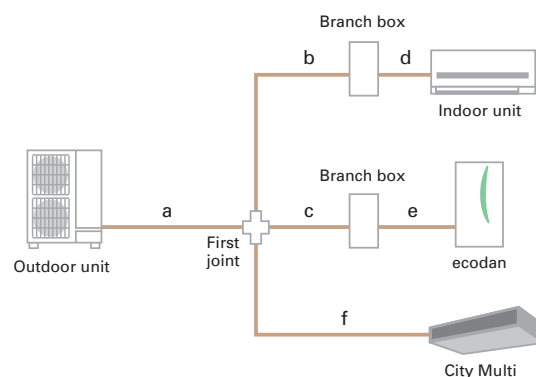 Branch box
b
d
Indoor unit
Branch box
a
c
e
First
joint
Outdoor unit
ecodan
f
City Multi